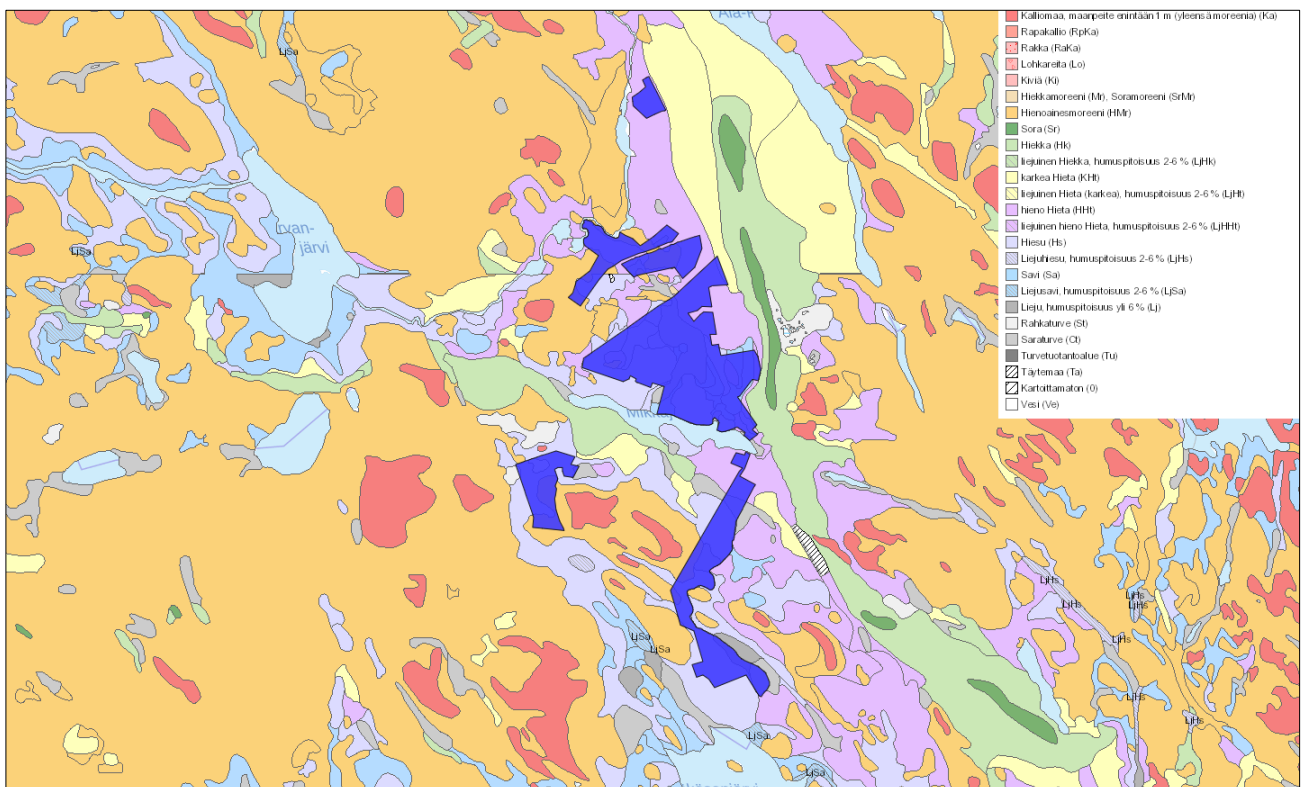 Kalliomaa, maanpeite enintään 1 m (yleensä moreenia) (Ka)
Rapakallio (RpKa)
Rakka (RaKa)
Lohkareita (Lo)
Kiviä (Ki)
Hiekkamoreeni (Mr), Soramoreeni (SrMr)
Hienoainesmoreeni (HMr)
Sora (Sr)
Hiekka (Hk)
liejuinen Hiekka, humuspitoisuus 2-6 % (LjHk)
karkea Hieta (KHt)
liejuinen Hieta (karkea), humuspitoisuus 2-6 % (LjHt)
hieno Hieta (HHt)
liejuinen hieno Hieta, humuspitoisuus 2-6 % (LjHHt)
Hiesu (Hs)
Liejuhiesu, humuspitoisuus 2-6 % (LjHs)
Savi (Sa)
Liejusavi, humuspitoisuus 2-6 % (LjSa)
Lieju, humuspitoisuus yli 6 % (Lj)
Rahkaturve (St)
Saraturve (Ct)
Turvetuotantoalue (Tu)
Täytemaa (Ta)
Kartoittamaton (0)
Vesi (Ve)
LjSa
rvan-
järvi
LjSa
LjHs
LjHs
LjHs
LjHs
LjSa
LjHs
LjSa
LjHs
LjHs
LjSa
LjSa